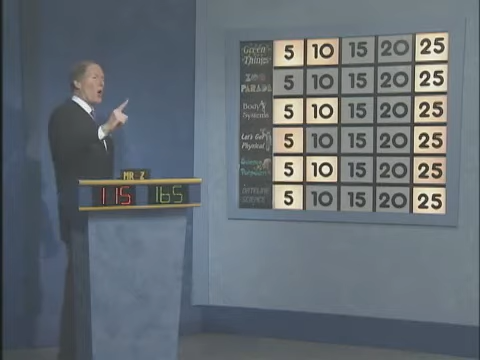 Green Things 5 10 15 20 25
Zoo Parade 5 10 15 20 25
Body Systems 5 10 15 20 25
Let's Get Physical 5 10 15 20 25
5 10 15 20 25
DATELINE SCIENCE 5 10 15 20 25
MR Z
115 165